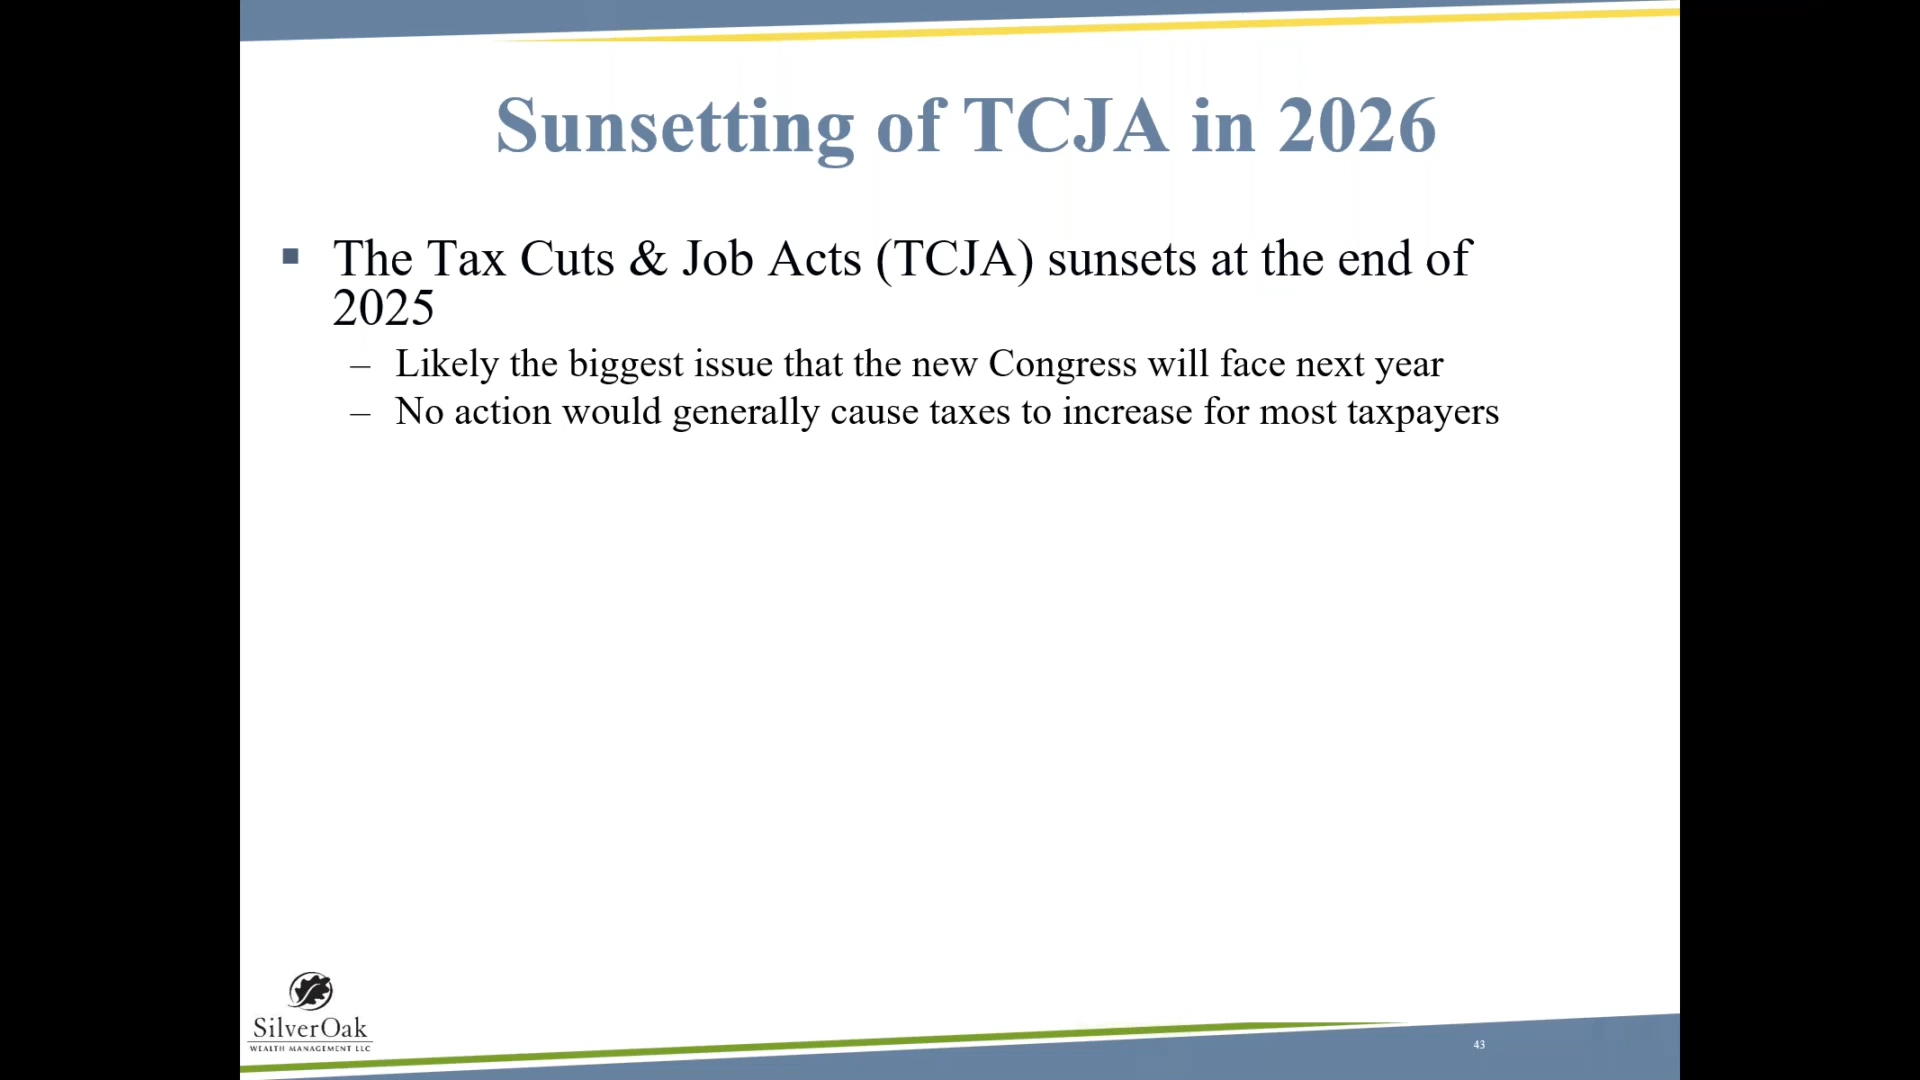 Sunsetting of TCJA in 2026
▪ The Tax Cuts & Job Acts (TCJA) sunsets at the end of
2025
– Likely the biggest issue that the new Congress will face next year
– No action would generally cause taxes to increase for most taxpayers
SilverOak
WEALTH MANAGEMENT LLC
43